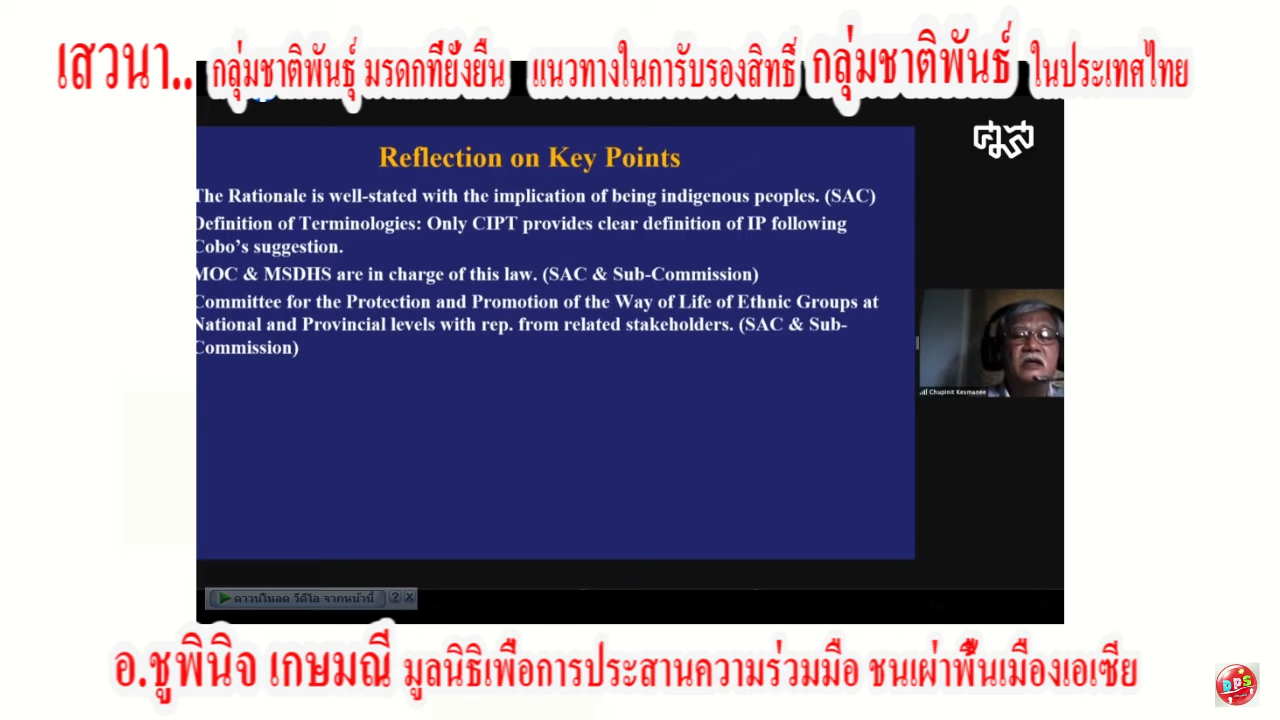 เสวนา.. กลุ่มชาติพันธุ์ มรดกที่ยั่งยืน แนวทางในการับรองสิทธิ์ กลุ่มชาติพันธ์ ในประเทศไทย
ศมส
Reflection on Key Points
The Rationale is well-stated with the implication of being indigenous peoples. (SAC)
Definition of Terminologies: Only CIPT provides clear definition of IP following
Cobo's suggestion.
MOC & MSDHS are in charge of this law. (SAC & Sub-Commission)
Committee for the Protection and Promotion of the Way of Life of Ethnic Groups at
National and Provincial levels with rep. from related stakeholders. (SAC & Sub-
Commission)
Chupinit Kesmanee
ดาวน์โหลด วีดีโอ จากหน้านี้ ? X
อ.ชูพินิจ เกษมณี มูลนิธิเพื่อการประสานความร่วมมือ ชนเผ่าพื้นเมืองเอเซีย
DPS